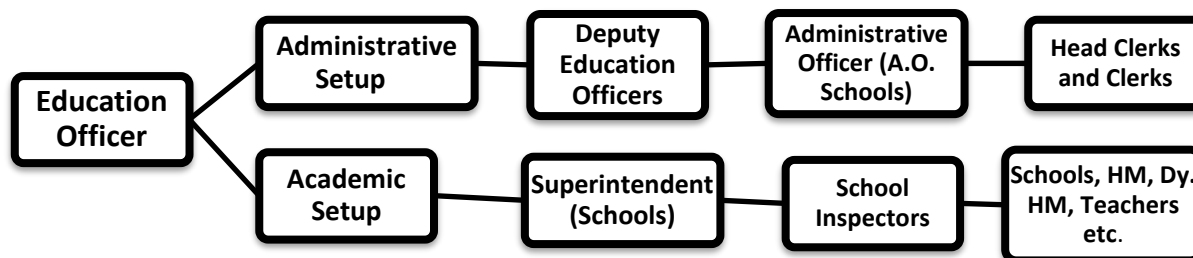 Education
Officer
Administrative
Setup
Deputy
Education
Officers
Administrative
Officer (A.O.
Schools)
Head Clerks
and Clerks
Academic
Setup
Superintendent
(Schools)
School
Inspectors
Schools, HM, Dy.
HM, Teachers
etc.